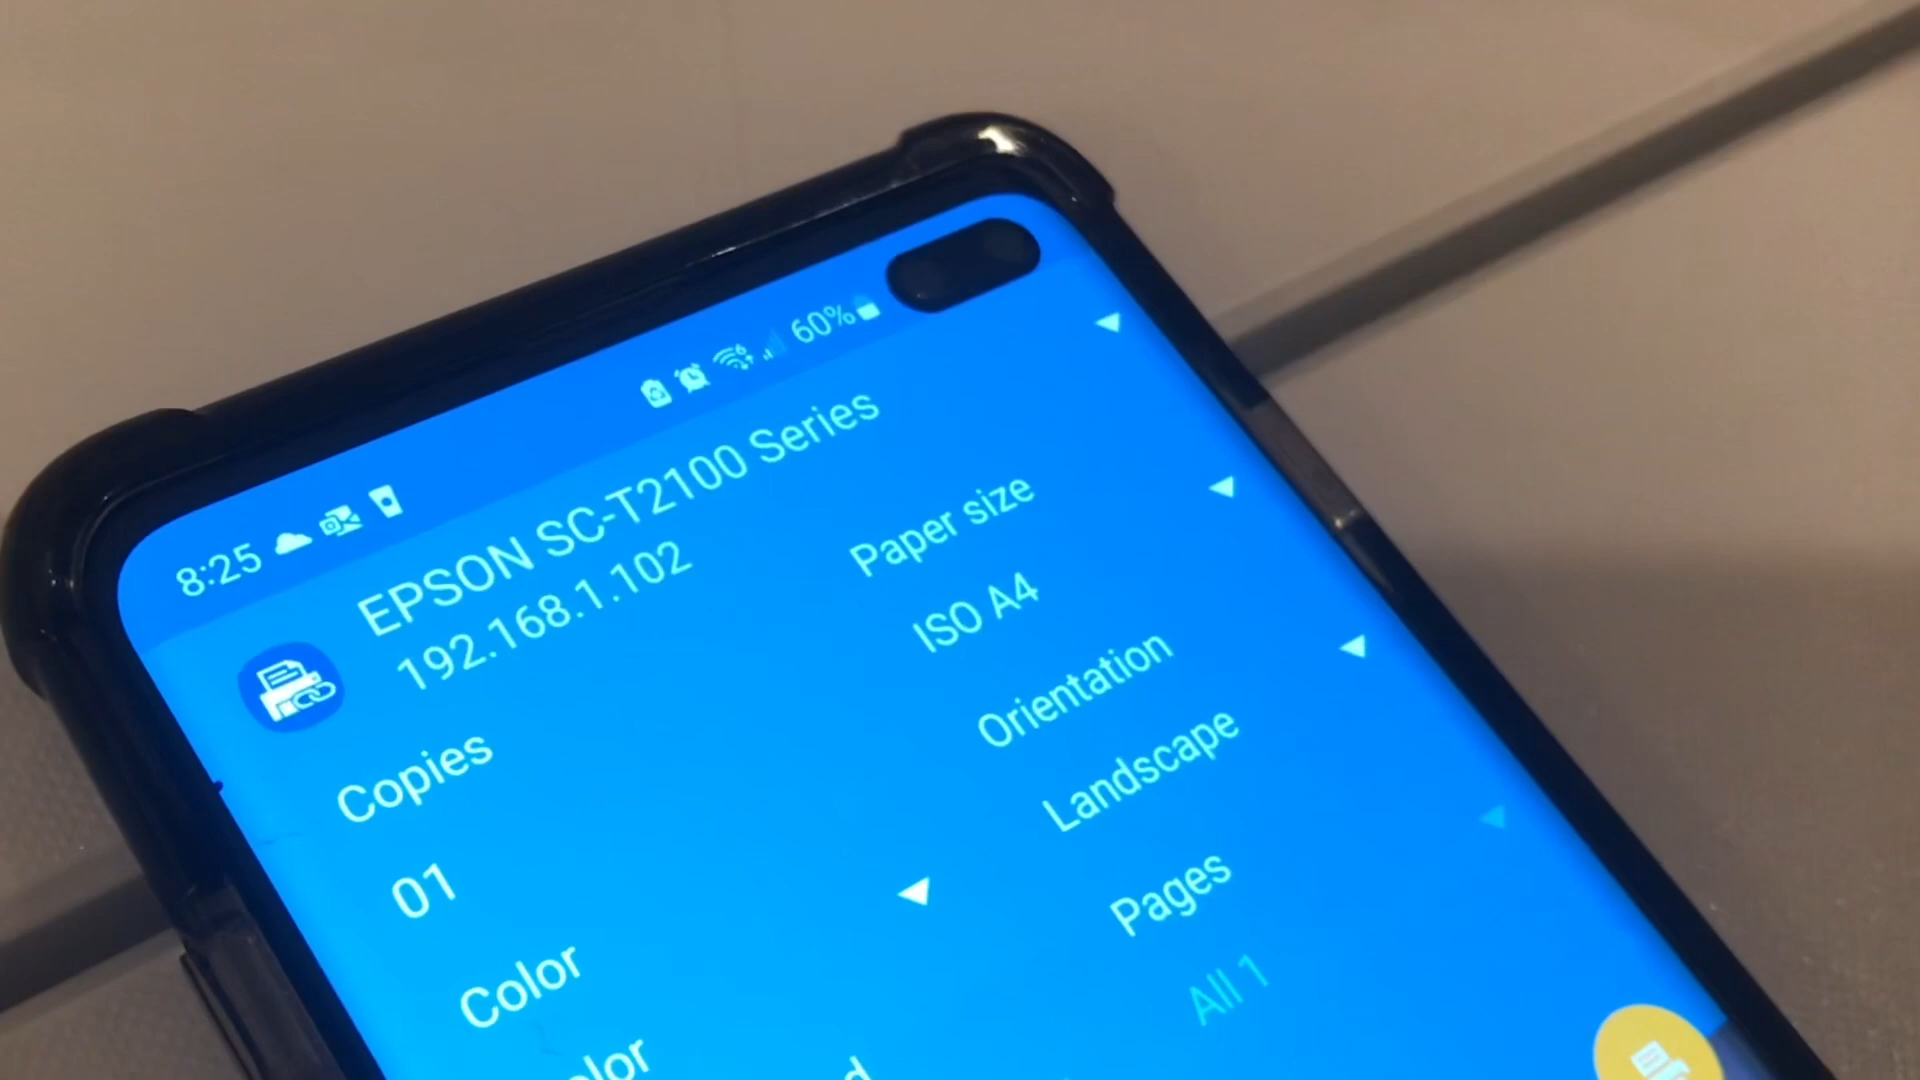 8:25
60%
EPSON SC-T2100 Series
192.168.1.102
Copies
01
Paper size
ISO A4
Color
Orientation
Landscape
Pages
All 1